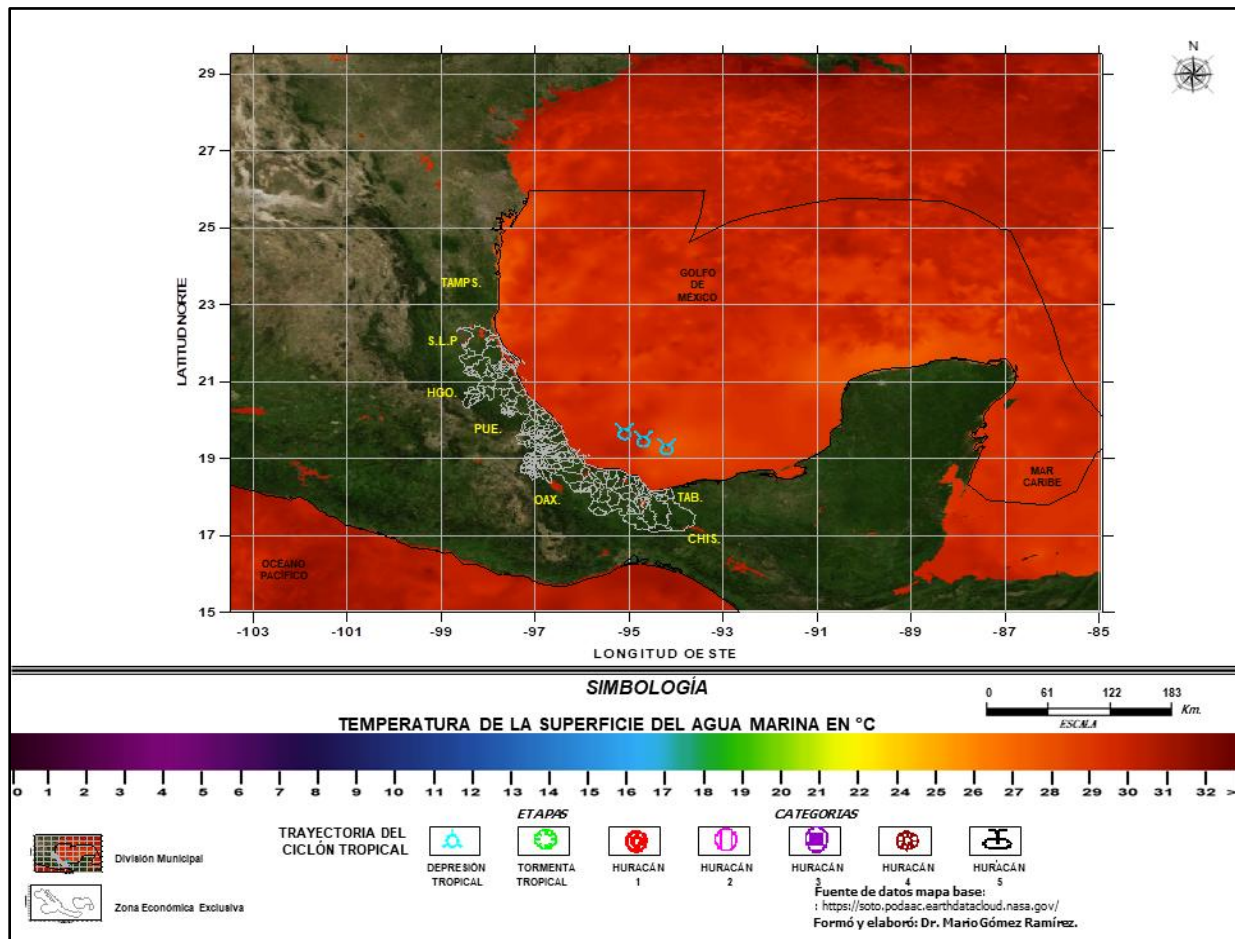 N
29
27
25
23
21
19
17
15
LATITUD NORTE
TAMPS.
S.L.P
HGO.
PUE.
OAX.
TAB.
CHIS.
GOLFO
DE
MÉXICO
MAR
CARIBE
OCEANO
PACÍFICO
-103 -101 -99 -97 -95 -93 -91 -89 -87 -85
LONGITUD OE STE
SIMBOLOGÍA
0 61 122 183
Km.
ESCALA
TEMPERATURA DE LA SUPERFICIE DEL AGUA MARINA EN °C
0 1 2 3 4 5 6 7 8 9 10 11 12 13 14 15 16 17 18 19 20 21 22 23 24 25 26 27 28 29 30 31 32 >
ETAPAS CATEGORIAS
TRAYECTORIA DEL
CICLÓN TROPICAL
DEPRESIÓN
TROPICAL
TORMENTA
TROPICAL
HURACÁN
1
HURACÁN
2
HURACÁN
3
HURACÁN
4
HURACÁN
5
División Municipal
Zona Económica Exclusiva
Fuente de datos mapa base:
: https://soto.podaac.earthdatacloud.nasa.gov/
Formó y elaboró: Dr. Mario Gómez Ramírez.